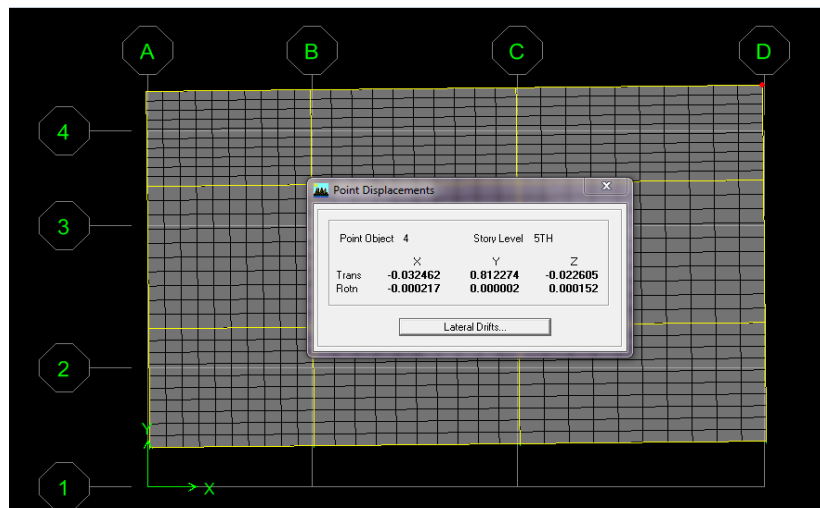 A B C D
4
3
2
1
Y
X
Point Displacements
X
Point Object 4 Story Level 5TH
X Y Z
Trans -0.032462 0.812274 -0.022605
Rotn -0.000217 0.000002 0.000152
Lateral Drifts...